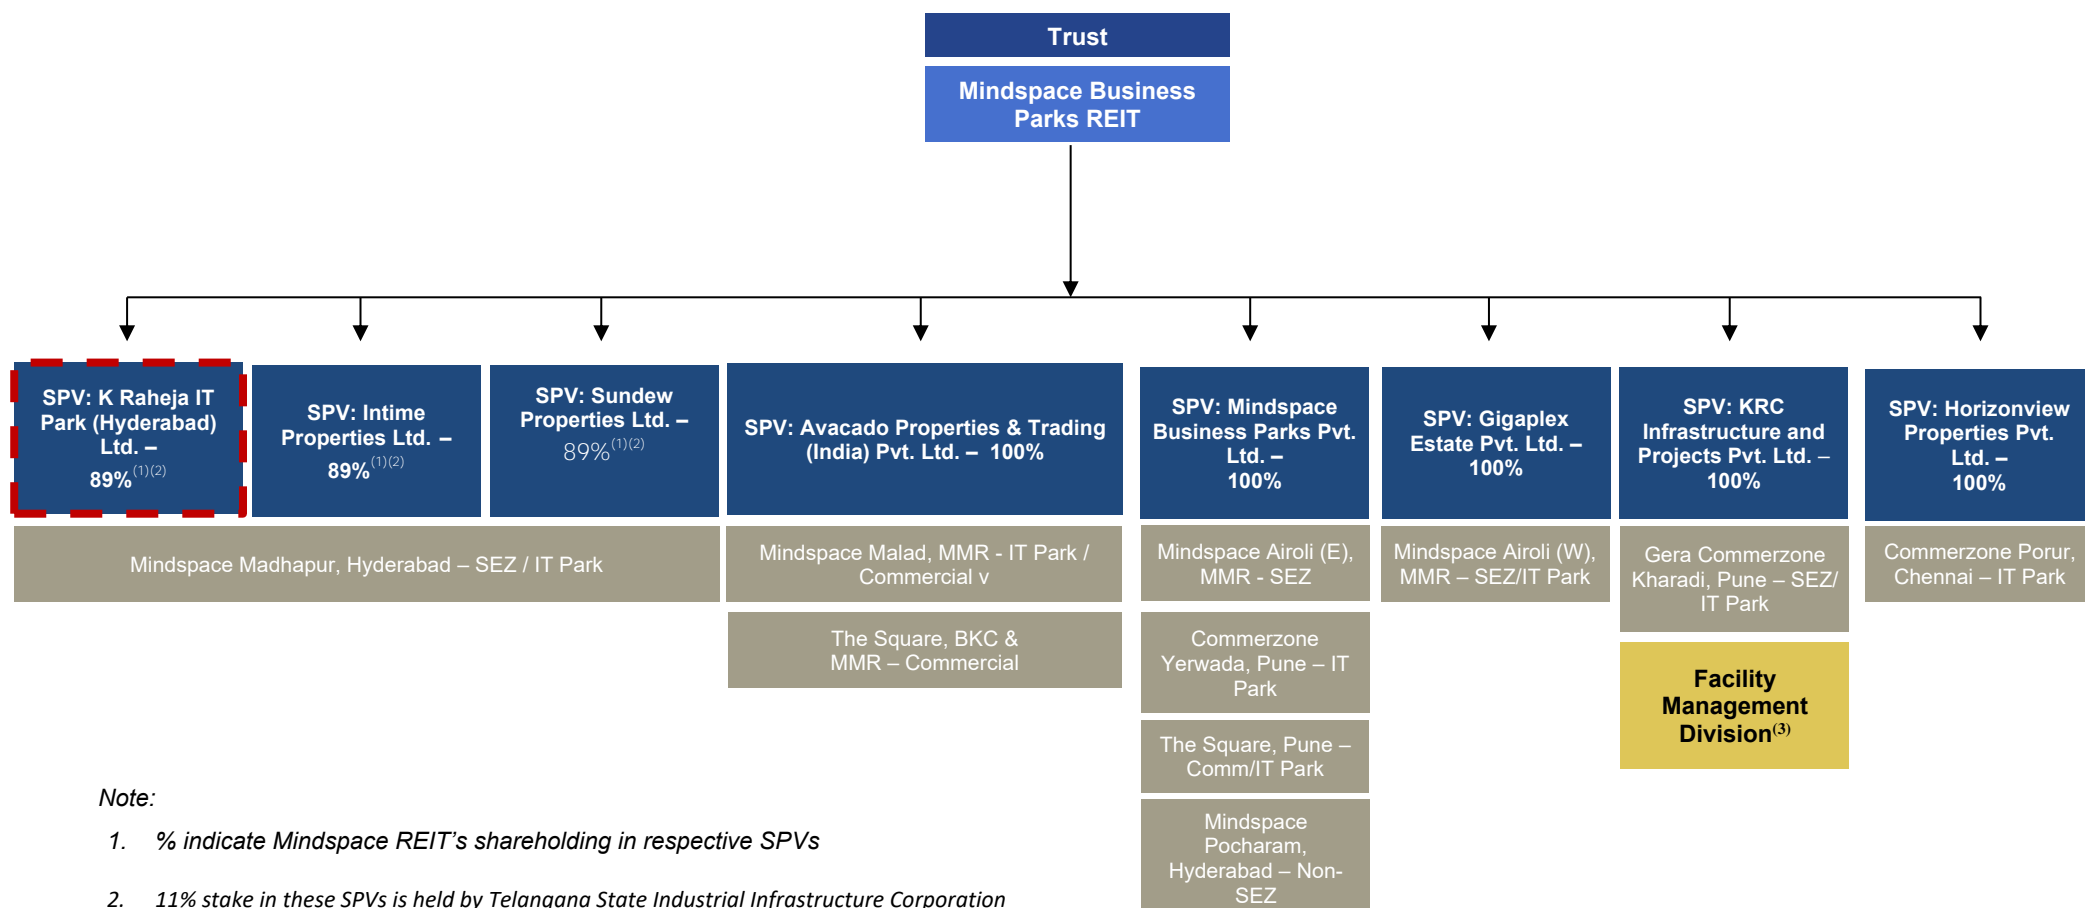 Trust
Mindspace Business
Parks REIT
SPV: K Raheja IT
Park (Hyderabad)
Ltd. –
89%(1)(2)
SPV: Intime
Properties Ltd. –
89%(1)(2)
SPV: Sundew
Properties Ltd. –
89%(1)(2)
SPV: Avacado Properties & Trading
(India) Pvt. Ltd. – 100%
SPV: Mindspace
Business Parks Pvt.
Ltd. –
100%
SPV: Gigaplex
Estate Pvt. Ltd. –
100%
SPV: KRC
Infrastructure and
Projects Pvt. Ltd. –
100%
SPV: Horizonview
Properties Pvt.
Ltd. –
100%
Mindspace Madhapur, Hyderabad – SEZ / IT Park
Mindspace Malad, MMR - IT Park /
Commercial v
Mindspace Airoli (E),
MMR - SEZ
Mindspace Airoli (W),
MMR – SEZ/IT Park
Gera Commerzone
Kharadi, Pune – SEZ/
IT Park
Commerzone Porur,
Chennai – IT Park
The Square, BKC &
MMR – Commercial
Commerzone
Yerwada, Pune – IT
Park
Facility
Management
Division(3)
The Square, Pune –
Comm/IT Park
Mindspace
Pocharam,
Hyderabad – Non-
SEZ
Note:
1. % indicate Mindspace REIT’s shareholding in respective SPVs
2. 11% stake in these SPVs is held by Telangana State Industrial Infrastructure Corporation